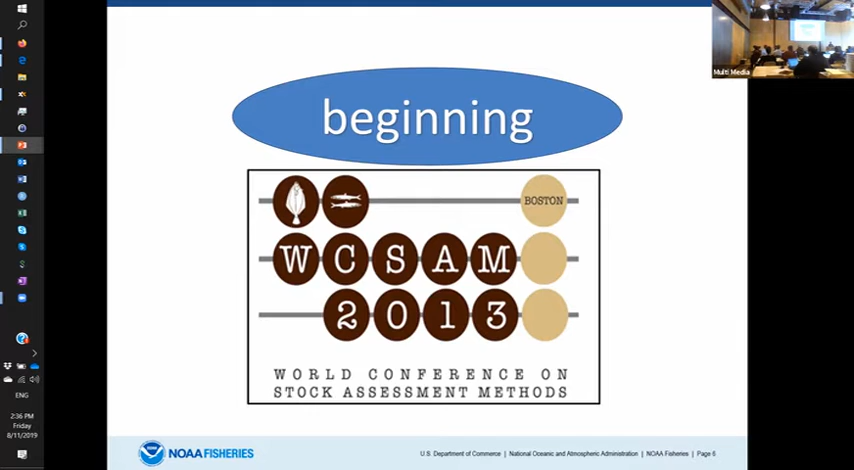 Multi Media
beginning
BOSTON
WCSAM
2013
WORLD CONFERENCE ON
STOCK ASSESSMENT METHODS
NOAA FISHERIES
U.S. Department of Commerce | National Oceanic and Atmospheric Administration | NOAA Fisheries | Page 6
ENG
2:36 PM
Friday
8/11/2019